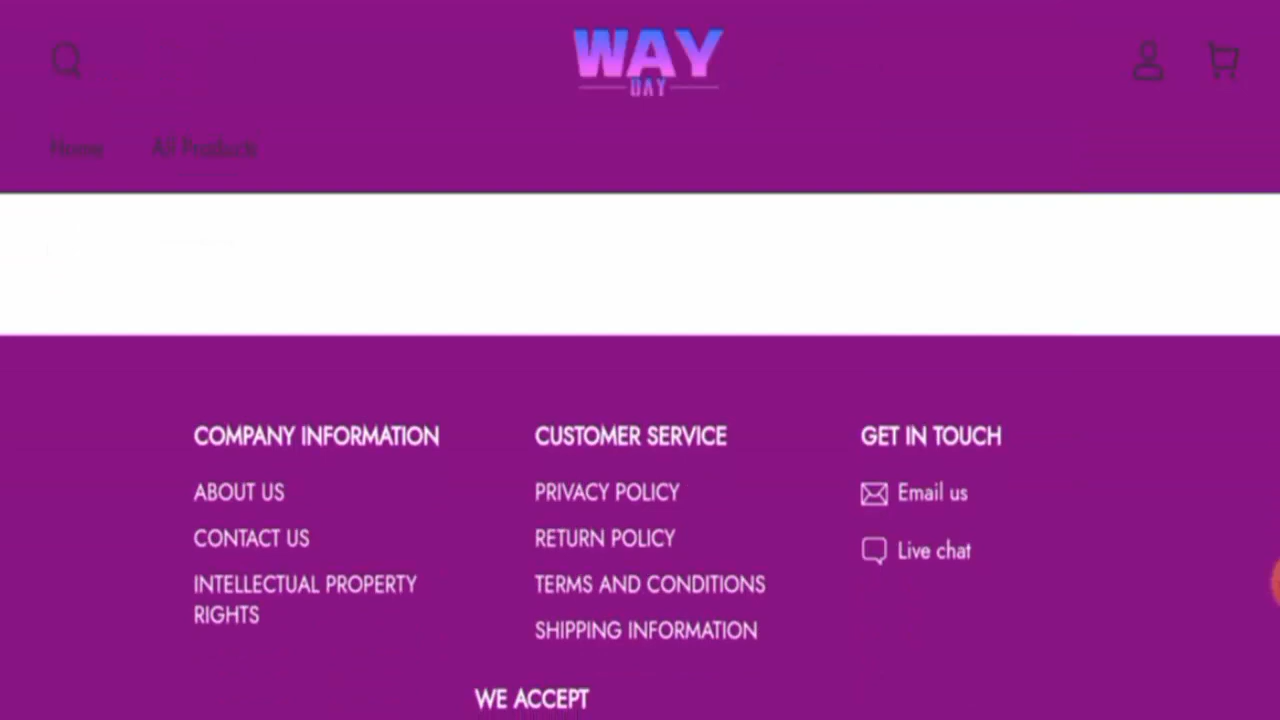 WAY
DAY
Home All Products
COMPANY INFORMATION CUSTOMER SERVICE GET IN TOUCH
ABOUT US PRIVACY POLICY Email us
CONTACT US RETURN POLICY Live chat
INTELLECTUAL PROPERTY TERMS AND CONDITIONS
RIGHTS
SHIPPING INFORMATION
WE ACCEPT